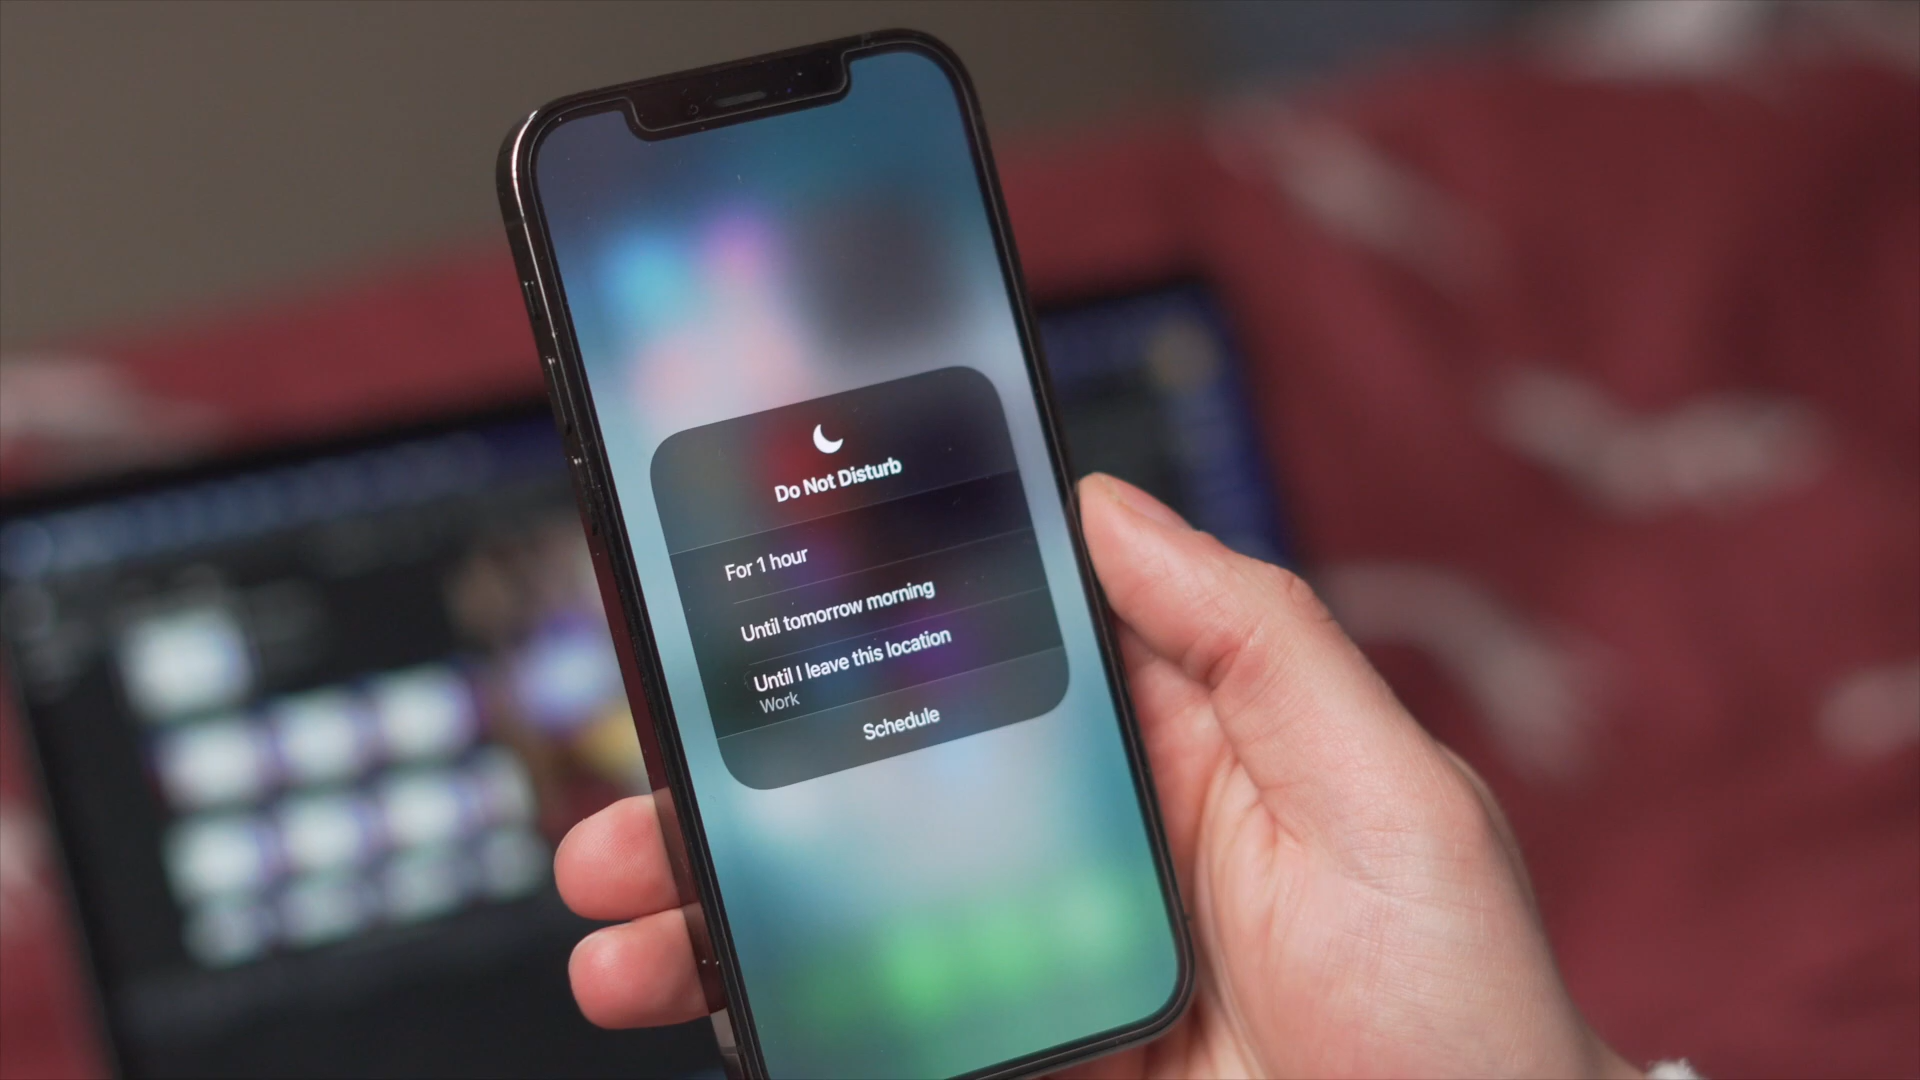 Do Not Disturb
For 1 hour
Until tomorrow morning
Until I leave this location
Work
Schedule